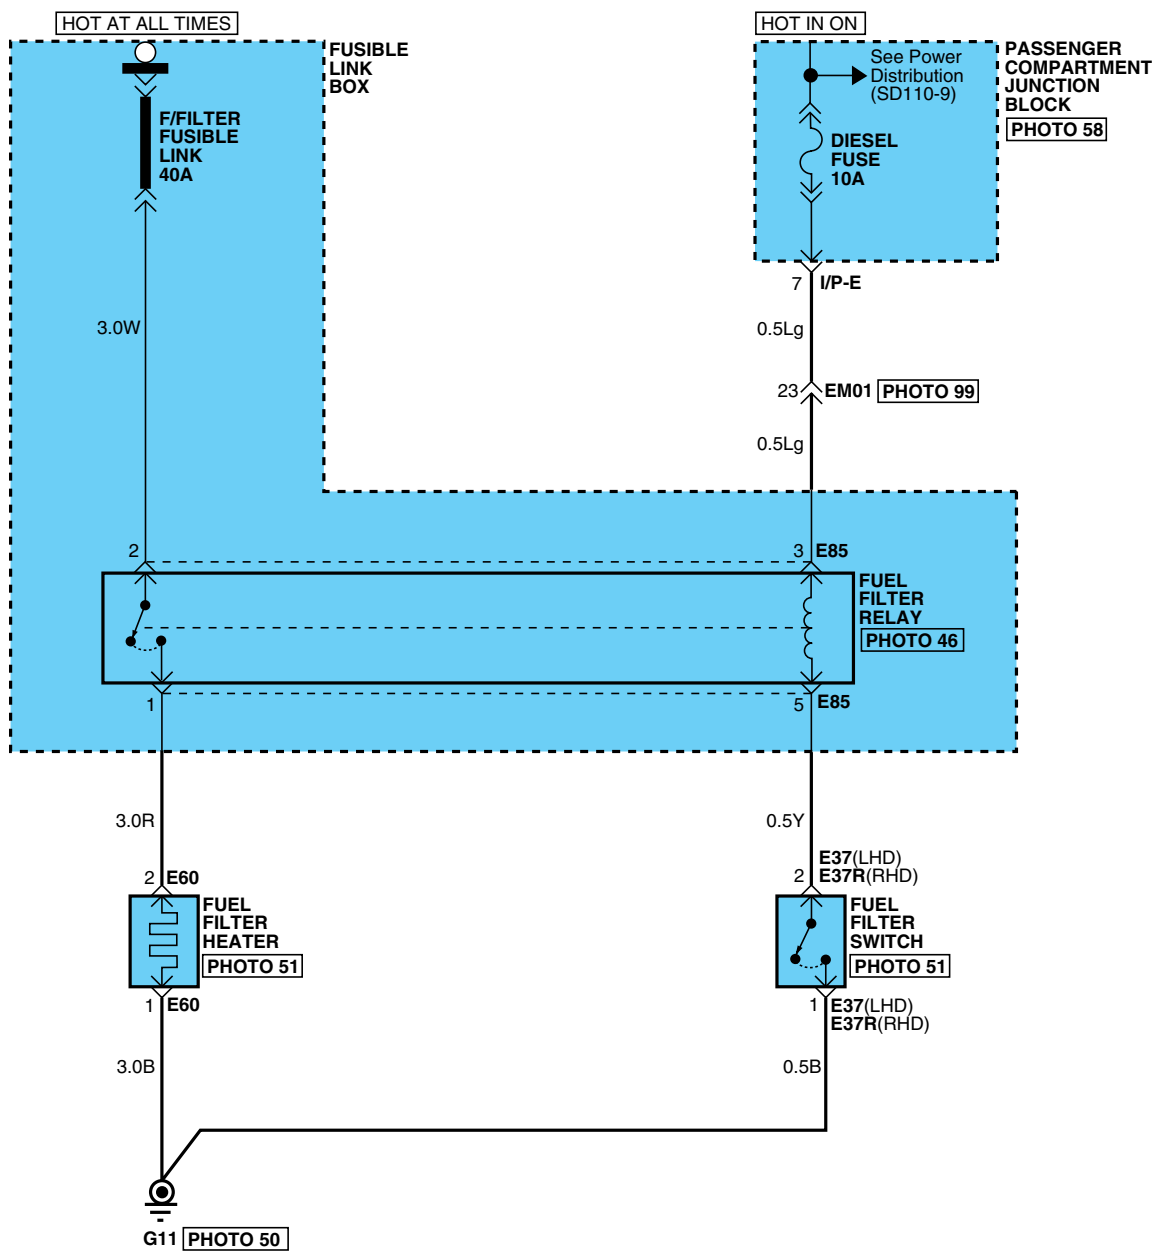 HOT AT ALL TIMES
HOT IN ON
FUSIBLE
LINK
BOX
F/FILTER
FUSIBLE
LINK
40A
See Power
Distribution
(SD110-9)
PASSENGER
COMPARTMENT
JUNCTION
BLOCK
PHOTO 58
DIESEL
FUSE
10A
7 I/P-E
3.0W
0.5Lg
23 EM01 PHOTO 99
0.5Lg
2
3 E85
FUEL
FILTER
RELAY
PHOTO 46
1
5 E85
3.0R
0.5Y
2 E60
FUEL
FILTER
HEATER
PHOTO 51
1 E60
E37(LHD)
2 E37R(RHD)
FUEL
FILTER
SWITCH
PHOTO 51
1 E37(LHD)
E37R(RHD)
3.0B
0.5B
G11 PHOTO 50